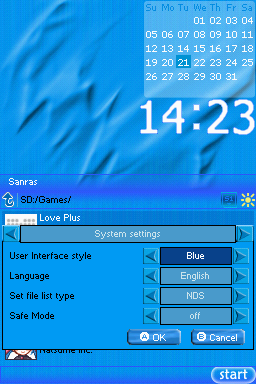 Su Mo Tu We Th Fr Sa
01 02 03 04
05 06 07 08 09 10 11
12 13 14 15 16 17 18
19 20 21 22 23 24 25
26 27 28 29 30 31
14:23
Sanras
SD:/Games/
Love Plus
System settings
User Interface style Blue
Language English
Set file list type NDS
Safe Mode off
A OK B Cancel
Natsume Inc.
start